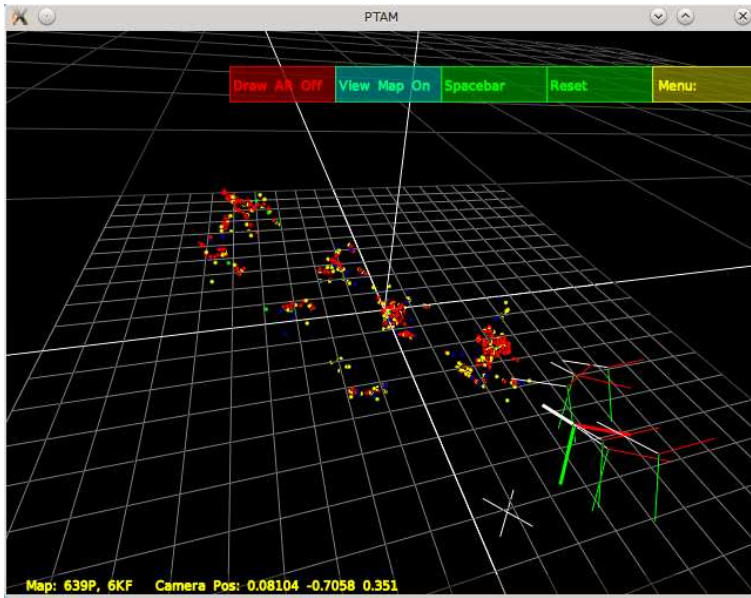 PTAM
Draw AR Off View Map On Spacebar Reset Menu:
Map: 639P, 6KF Camera Pos: 0.08104 -0.7058 0.351